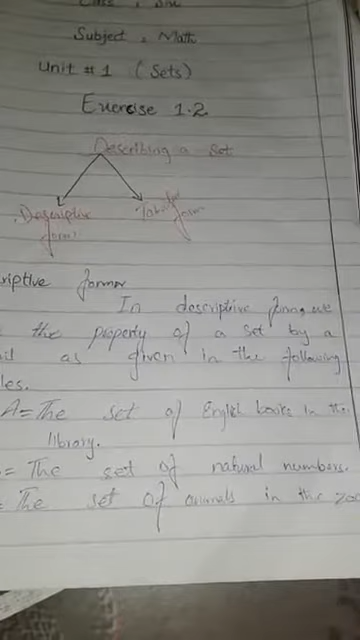 Subject : Math
Unit # 1 (Sets)
Exercise 1.2
Describing a set
Descriptive Tabular
form form
riptive former
In descriptive form we
the property of a set by a
as given in the following
les.
A = The set of English books in the
library.
= The set of natural numbers.
= The set of animals in the zoo